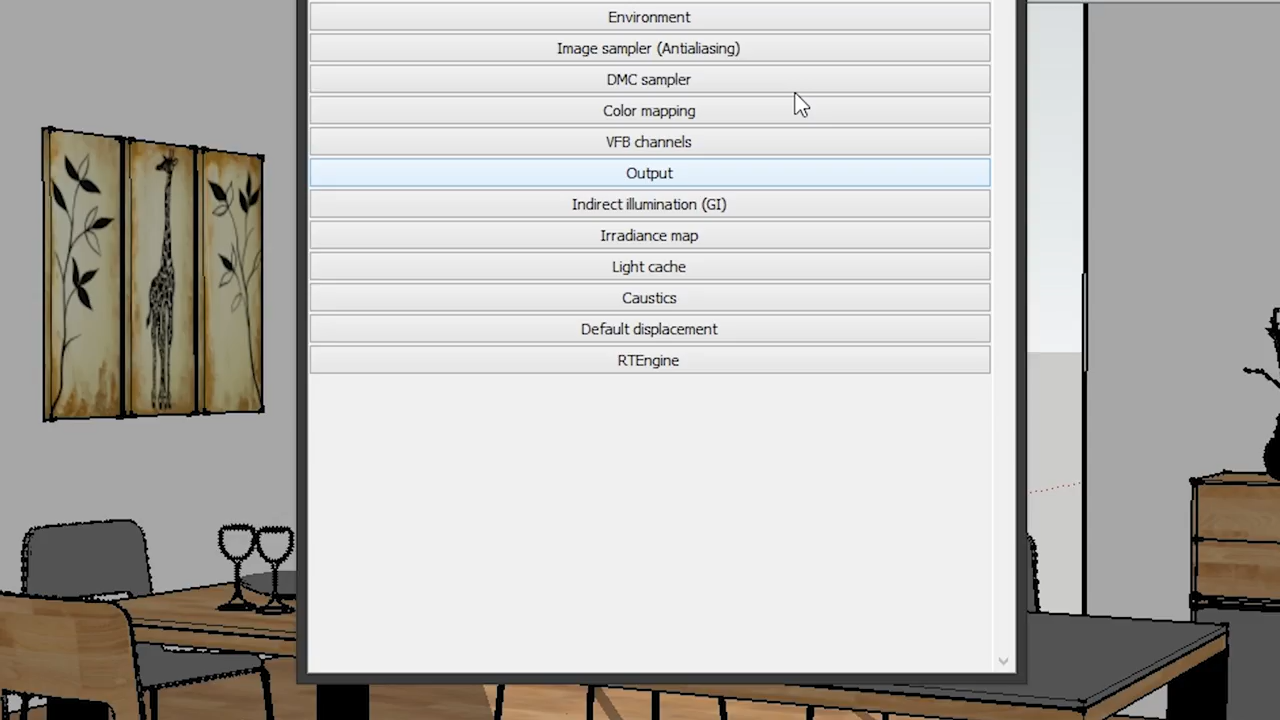 Environment
Image sampler (Antialiasing)
DMC sampler
Color mapping
VFB channels
Output
Indirect illumination (GI)
Irradiance map
Light cache
Caustics
Default displacement
RTEngine